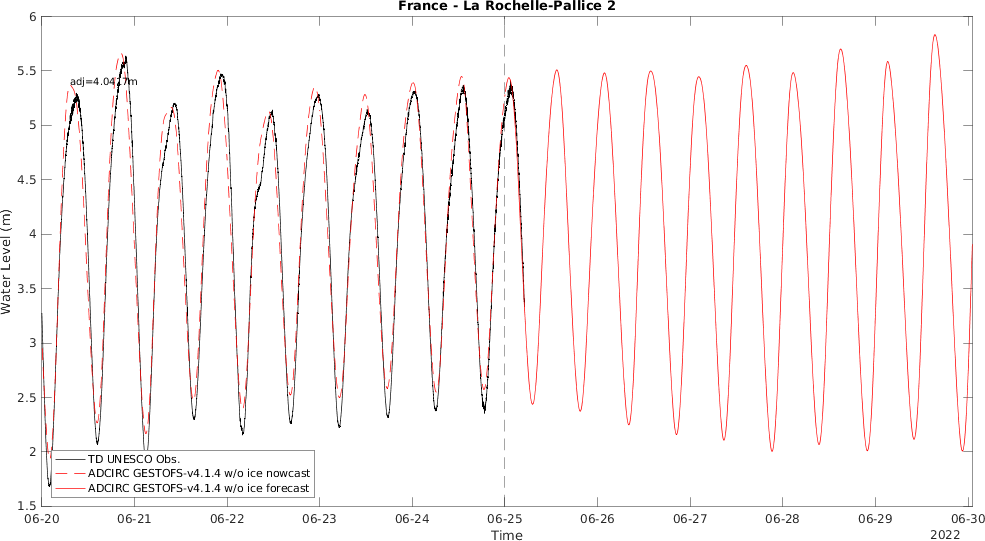 France - La Rochelle-Pallice 2
Water Level (m)
6
5.5
5
4.5
4
3.5
3
2.5
2
1.5
TD UNESCO Obs.
ADCIRC GESTOFS-v4.1.4 w/o ice nowcast
ADCIRC GESTOFS-v4.1.4 w/o ice forecast
06-20 06-21 06-22 06-23 06-24 06-25 06-26 06-27 06-28 06-29 06-30
Time
2022